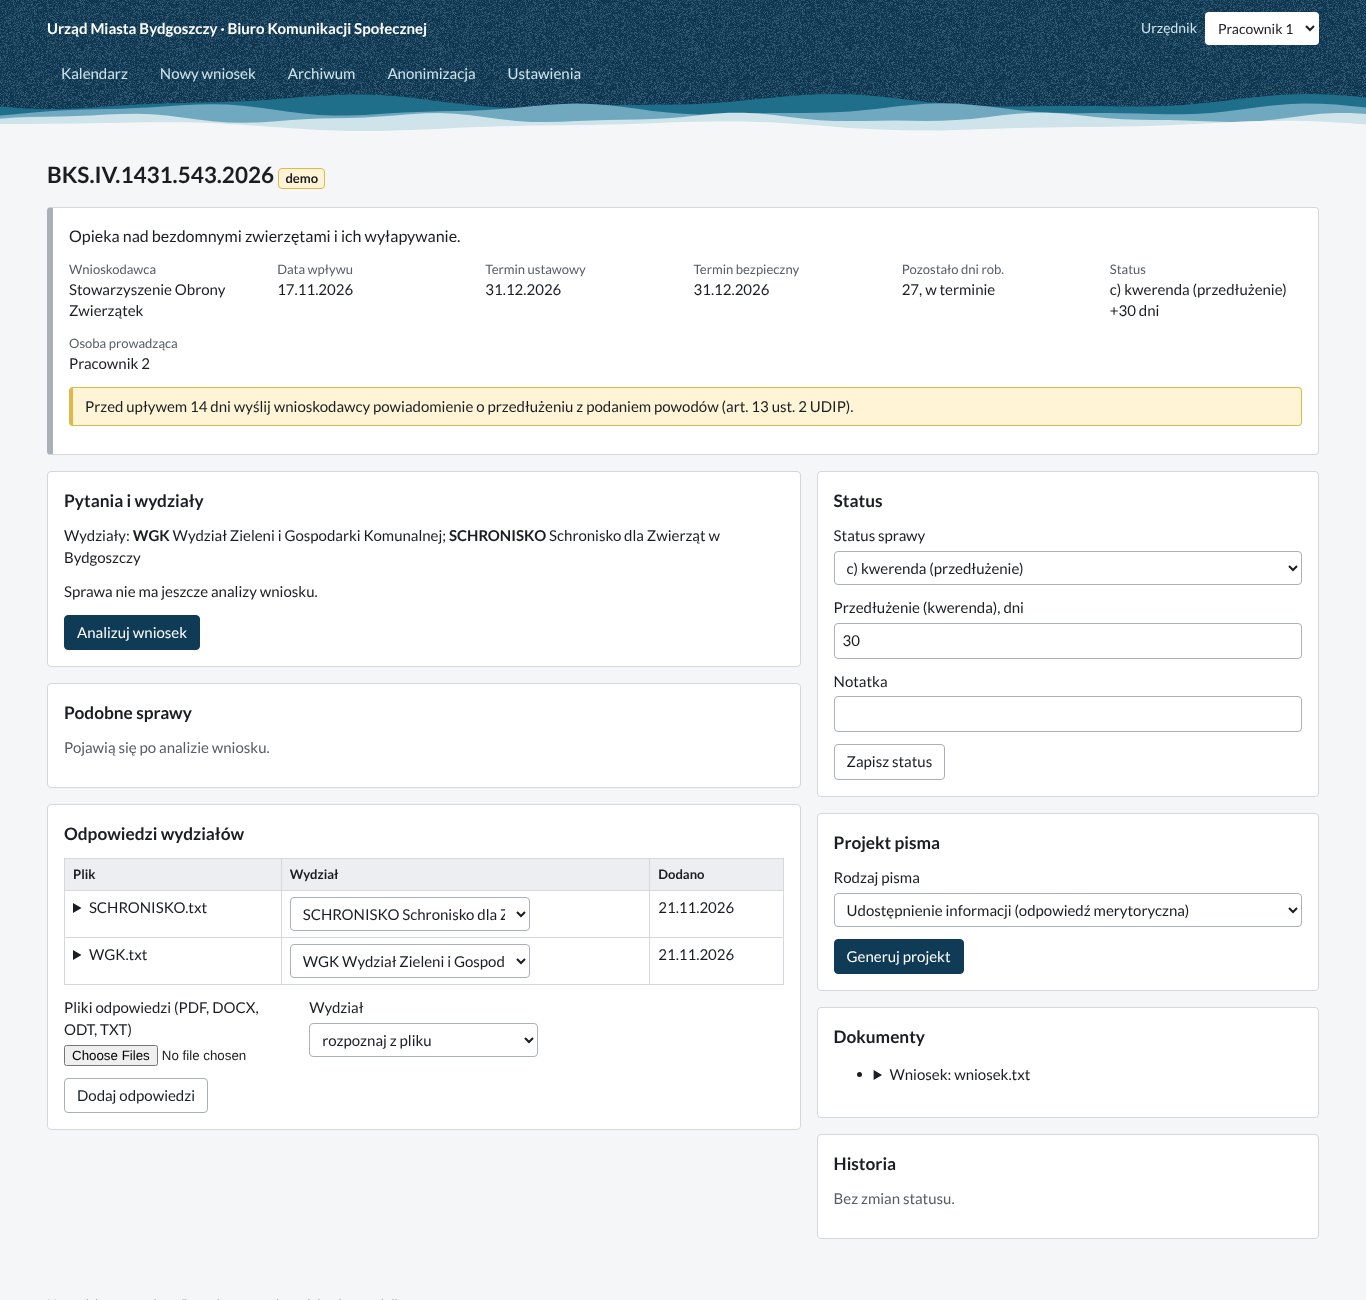 Urząd Miasta Bydgoszczy · Biuro Komunikacji Społecznej
Urzędnik
Pracownik 1
Kalendarz
Nowy wniosek
Archiwum
Anonimizacja
Ustawienia
BKS.IV.1431.543.2026 demo
Opieka nad bezdomnymi zwierzętami i ich wyłapywanie.
Wnioskodawca
Stowarzyszenie Obrony
Zwierzątek
Data wpływu
17.11.2026
Termin ustawowy
31.12.2026
Termin bezpieczny
31.12.2026
Pozostało dni rob.
27, w terminie
Status
c) kwerenda (przedłużenie)
+30 dni
Osoba prowadząca
Pracownik 2
Przed upływem 14 dni wyślij wnioskodawcy powiadomienie o przedłużeniu z podaniem powodów (art. 13 ust. 2 UDIP).
Pytania i wydziały
Wydziały: WGK Wydział Zieleni i Gospodarki Komunalnej; SCHRONISKO Schronisko dla Zwierząt w
Bydgoszczy
Sprawa nie ma jeszcze analizy wniosku.
Analizuj wniosek
Podobne sprawy
Pojawią się po analizie wniosku.
Odpowiedzi wydziałów
Plik
Wydział
Dodano
SCHRONISKO.txt
SCHRONISKO Schronisko dla Z
21.11.2026
WGK.txt
WGK Wydział Zieleni i Gospod
21.11.2026
Pliki odpowiedzi (PDF, DOCX,
ODT, TXT)
Choose Files No file chosen
Wydział
rozpoznaj z pliku
Dodaj odpowiedzi
Status
Status sprawy
c) kwerenda (przedłużenie)
Przedłużenie (kwerenda), dni
30
Notatka
Zapisz status
Projekt pisma
Rodzaj pisma
Udostępnienie informacji (odpowiedź merytoryczna)
Generuj projekt
Dokumenty
Wniosek: wniosek.txt
Historia
Bez zmian statusu.